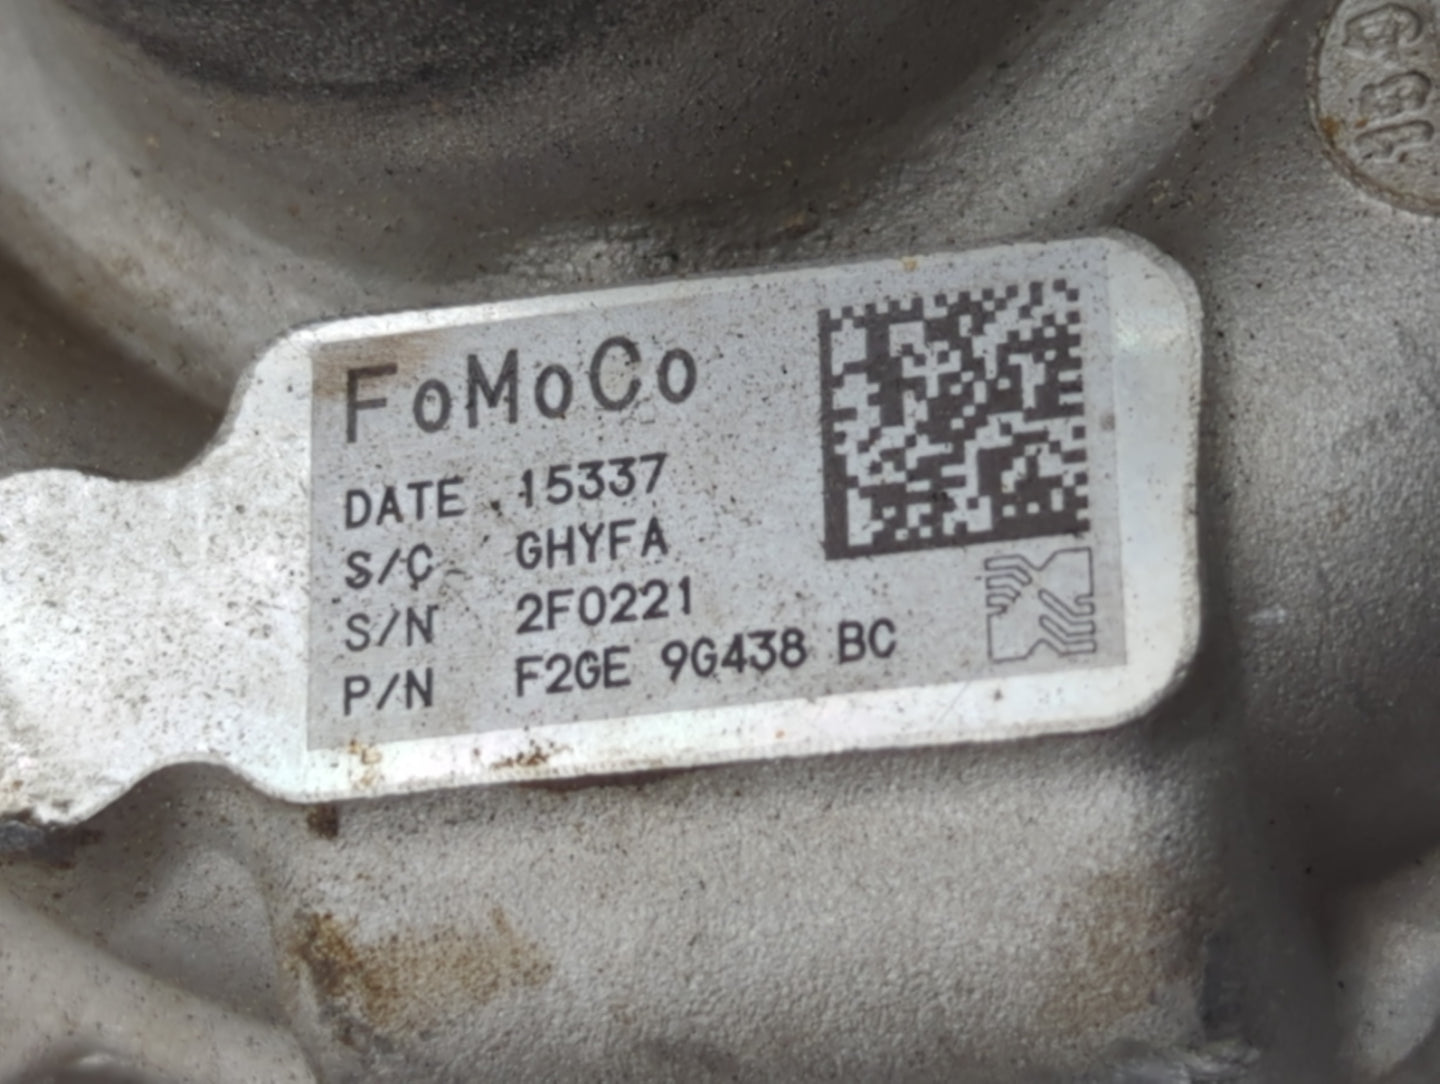 FoMoCo
DATE 15337
S/C GHYFA
S/N 2F0221
P/N F2GE 9G438 BC